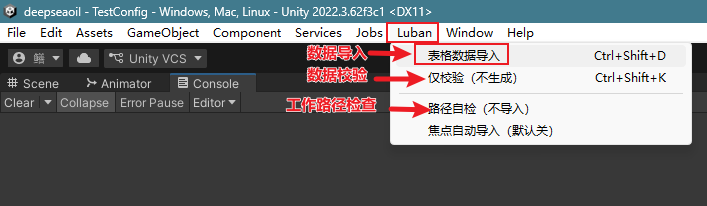 deepseaoil - TestConfig - Windows, Mac, Linux - Unity 2022.3.62f3c1 <DX11>
File Edit Assets GameObject Component Services Jobs Luban Window Help
Unity VCS
数据导入 表格数据导入 Ctrl+Shift+D
Scene Animator Console
数据校验 仅校验（不生成） Ctrl+Shift+K
Clear Collapse Error Pause Editor
工作路径检查 路径自检（不导入）
焦点自动导入（默认关）